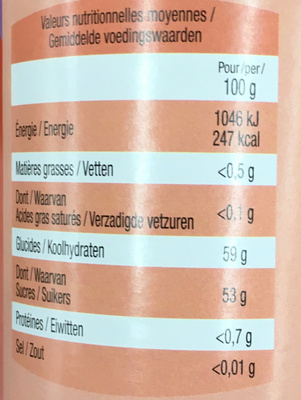 Valeurs nutritionnelles moyennes /
Gemiddelde voedingswaarden
Pour / per /
100 g
Énergie / Energie
1046 kJ
247 kcal
Matières grasses / Vetten
<0,5 g
Dont / Waarvan
Acides gras saturés / Verzadigde vetzuren
<0,1 g
Glucides / Koolhydraten
59 g
Dont / Waarvan
Sucres / Suikers
53 g
Protéines / Eiwitten
<0,7 g
Sel / Zout
<0,01 g